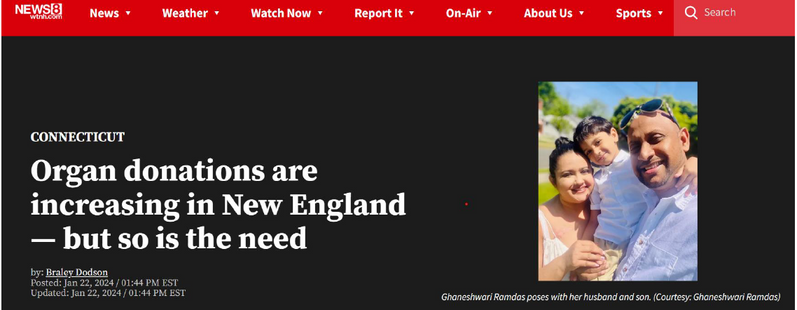 NEWS 8
wtnh.com
News Weather Watch Now Report It On-Air About Us Sports Search
CONNECTICUT
Organ donations are
increasing in New England
— but so is the need
by: Braley Dodson
Posted: Jan 22, 2024 / 01:44 PM EST
Updated: Jan 22, 2024 / 01:44 PM EST
Ghaneshwari Ramdas poses with her husband and son. (Courtesy: Ghaneshwari Ramdas)